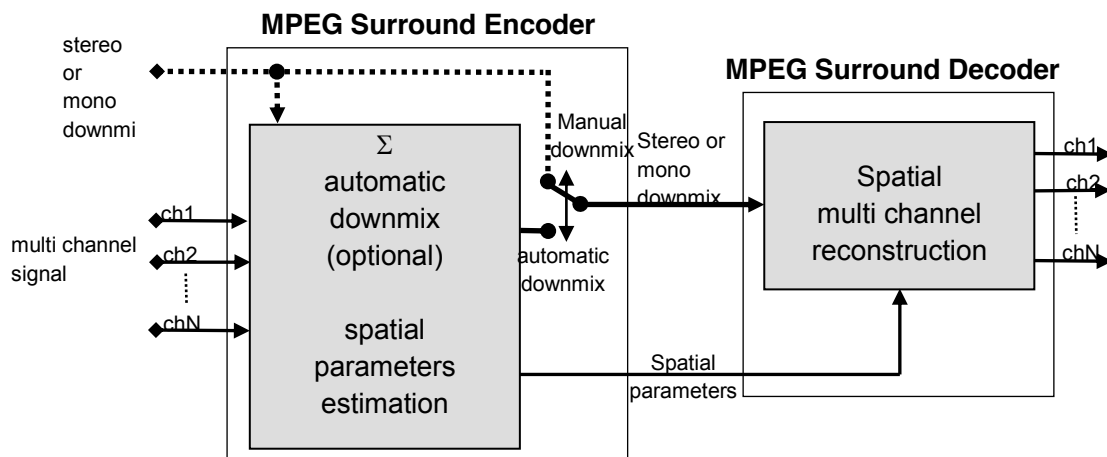 MPEG Surround Encoder
stereo
or
mono
downmi
MPEG Surround Decoder
Σ
automatic
downmix
(optional)
spatial
parameters
estimation
multi channel
signal
ch1
ch2
chN
Manual
downmix
automatic
downmix
Stereo or
mono
downmix
Spatial
parameters
Spatial
multi channel
reconstruction
ch1
ch2
chN